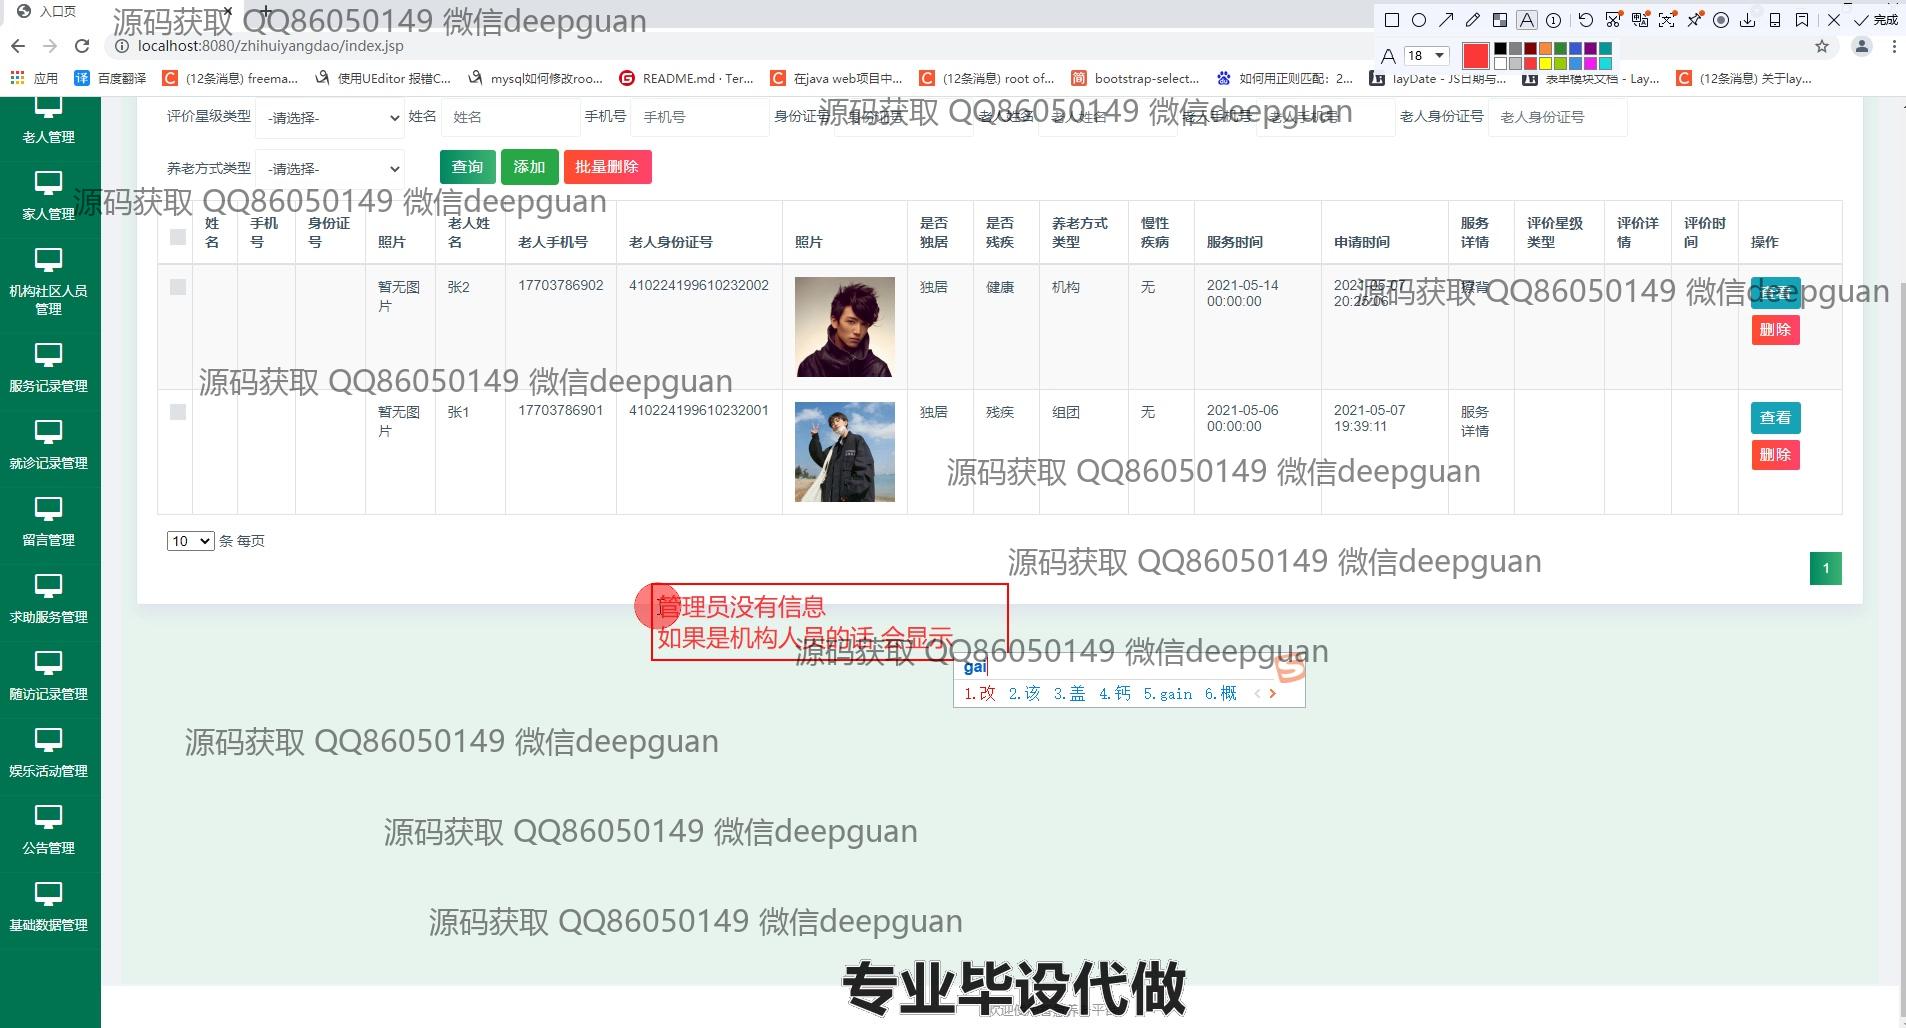 入口页
源码获取 QQ86050149 微信deepguan
完成
localhost:8080/zhihuiyangdao/index.jsp
A 18
应用 译 百度翻译 (12条消息) freema... 使用UEditor 报错C... mysql如何修改roo... README.md · Ter... 在java web项目中... (12条消息) root of... 简 bootstrap-select... 如何用正则匹配：2... layDate - JS日期与... 表单模块文档 - Lay... (12条消息) 关于lay...
老人管理
家人管理
机构社区人员
管理
服务记录管理
就诊记录管理
留言管理
求助服务管理
随访记录管理
娱乐活动管理
公告管理
基础数据管理
评价星级类型 -请选择- 姓名 姓名 手机号 手机号 身份证号 身份证号 老人姓名 老人姓名 老人手机号 老人手机号 老人身份证号 老人身份证号
源码获取 QQ86050149 微信deepguan
养老方式类型 -请选择- 查询 添加 批量删除
源码获取 QQ86050149 微信deepguan
姓名 手机号 身份证号 照片 老人姓名 老人手机号 老人身份证号 照片 是否独居 是否残疾 养老方式类型 慢性疾病 服务时间 申请时间 服务详情 评价星级类型 评价详情 评价时间 操作
暂无图片 张2 17703786902 410224199610232002 独居 健康 机构 无 2021-05-14 00:00:00 2021-05-07 20:25:06 查看 删除
源码获取 QQ86050149 微信deepguan
源码获取 QQ86050149 微信deepguan
暂无图片 张1 17703786901 410224199610232001 独居 残疾 组团 无 2021-05-06 00:00:00 2021-05-07 19:39:11 服务详情 查看 删除
源码获取 QQ86050149 微信deepguan
10 条 每页
源码获取 QQ86050149 微信deepguan
1
管理员没有信息
如果是机构人员的话 会显示
源码获取 QQ86050149 微信deepguan
gai
1.改 2.该 3.盖 4.钙 5.gain 6.概
源码获取 QQ86050149 微信deepguan
源码获取 QQ86050149 微信deepguan
源码获取 QQ86050149 微信deepguan
专业毕设代做